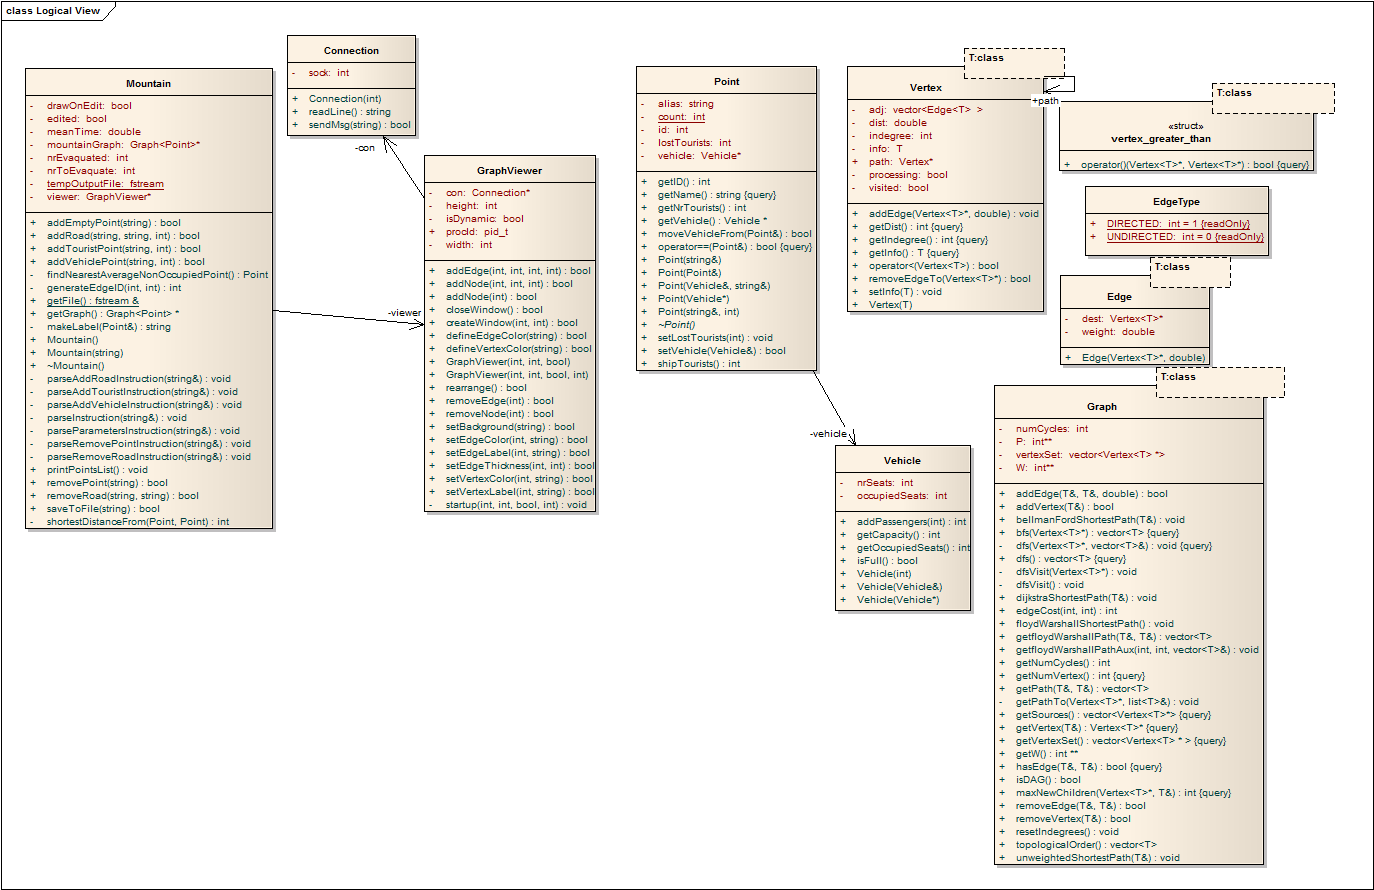 class Logical View
Mountain
- drawOnEdit: bool
- edited: bool
- meanTime: double
- mountainGraph: Graph<Point>*
- nrEvaquated: int
- nrToEvaquate: int
- tempOutputFile: fstream
- viewer: GraphViewer*
+ addEmptyPoint(string) : bool
+ addRoad(string, string, int) : bool
+ addTouristPoint(string, int) : bool
+ addVehiclePoint(string, int) : bool
- findNearestAverageNonOccupiedPoint() : Point
- generateEdgeID(int, int) : int
+ getFile() : fstream &
+ getGraph() : Graph<Point> *
- makeLabel(Point&) : string
+ Mountain()
+ Mountain(string)
+ ~Mountain()
- parseAddRoadInstruction(string&) : void
- parseAddTouristInstruction(string&) : void
- parseAddVehicleInstruction(string&) : void
- parseInstruction(string&) : void
- parseParametersInstruction(string&) : void
- parseRemovePointInstruction(string&) : void
- parseRemoveRoadInstruction(string&) : void
+ printPointsList() : void
+ removePoint(string) : bool
+ removeRoad(string, string) : bool
+ saveToFile(string) : bool
- shortestDistanceFrom(Point, Point) : int
Connection
- sock: int
+ Connection(int)
+ readLine() : string
+ sendMsg(string) : bool
-con
-viewer
GraphViewer
- con: Connection*
- height: int
- isDynamic: bool
+ procId: pid_t
- width: int
+ addEdge(int, int, int, int) : bool
+ addNode(int, int, int) : bool
+ addNode(int) : bool
+ closeWindow() : bool
+ createWindow(int, int) : bool
+ defineEdgeColor(string) : bool
+ defineVertexColor(string) : bool
+ GraphViewer(int, int, bool)
+ GraphViewer(int, int, bool, int)
+ rearrange() : bool
+ removeEdge(int) : bool
+ removeNode(int) : bool
+ setBackground(string) : bool
+ setEdgeColor(int, string) : bool
+ setEdgeLabel(int, string) : bool
+ setEdgeThickness(int, int) : bool
+ setVertexColor(int, string) : bool
+ setVertexLabel(int, string) : bool
- startup(int, int, bool, int) : void
Point
- alias: string
- count: int
- id: int
- lostTourists: int
- vehicle: Vehicle*
+ getID() : int
+ getName() : string {query}
+ getNrTourists() : int
+ getVehicle() : Vehicle *
+ moveVehicleFrom(Point&) : bool
+ operator==(Point&) : bool {query}
+ Point(string&)
+ Point(Point&)
+ Point(Vehicle&, string&)
+ Point(Vehicle*)
+ Point(string&, int)
+ ~Point()
+ setLostTourists(int) : void
+ setVehicle(Vehicle&) : bool
+ shipTourists() : int
-vehicle
Vehicle
- nrSeats: int
- occupiedSeats: int
+ addPassengers(int) : int
+ getCapacity() : int
+ getOccupiedSeats() : int
+ isFull() : bool
+ Vehicle(int)
+ Vehicle(Vehicle&)
+ Vehicle(Vehicle*)
T:class
Vertex
- adj: vector<Edge<T> >
- dist: double
- indegree: int
- info: T
+ path: Vertex*
- processing: bool
- visited: bool
+ addEdge(Vertex<T>*, double) : void
+ getDist() : int {query}
+ getIndegree() : int {query}
+ getInfo() : T {query}
+ operator<(Vertex<T>) : bool
+ removeEdgeTo(Vertex<T>*) : bool
+ setInfo(T) : void
+ Vertex(T)
+path
T:class
«struct»
vertex_greater_than
+ operator()(Vertex<T>*, Vertex<T>*) : bool {query}
EdgeType
+ DIRECTED: int = 1 {readOnly}
+ UNDIRECTED: int = 0 {readOnly}
T:class
Edge
- dest: Vertex<T>*
- weight: double
+ Edge(Vertex<T>*, double)
T:class
Graph
- numCycles: int
- P: int**
- vertexSet: vector<Vertex<T> *>
- W: int**
+ addEdge(T&, T&, double) : bool
+ addVertex(T&) : bool
+ bellmanFordShortestPath(T&) : void
+ bfs(Vertex<T>*) : vector<T> {query}
- dfs(Vertex<T>*, vector<T>&) : void {query}
+ dfs() : vector<T> {query}
- dfsVisit(Vertex<T>*) : void
- dfsVisit() : void
+ dijkstraShortestPath(T&) : void
+ edgeCost(int, int) : int
+ floydWarshallShortestPath() : void
+ getfloydWarshallPath(T&, T&) : vector<T>
+ getfloydWarshallPathAux(int, int, vector<T>&) : void
+ getNumCycles() : int
+ getNumVertex() : int {query}
+ getPath(T&, T&) : vector<T>
- getPathTo(Vertex<T>*, list<T>&) : void
+ getSources() : vector<Vertex<T>*> {query}
+ getVertex(T&) : Vertex<T>* {query}
+ getVertexSet() : vector<Vertex<T> * > {query}
+ getW() : int **
+ hasEdge(T&, T&) : bool {query}
+ isDAG() : bool
+ maxNewChildren(Vertex<T>*, T&) : int {query}
+ removeEdge(T&, T&) : bool
+ removeVertex(T&) : bool
+ resetIndegrees() : void
+ topologicalOrder() : vector<T>
+ unweightedShortestPath(T&) : void